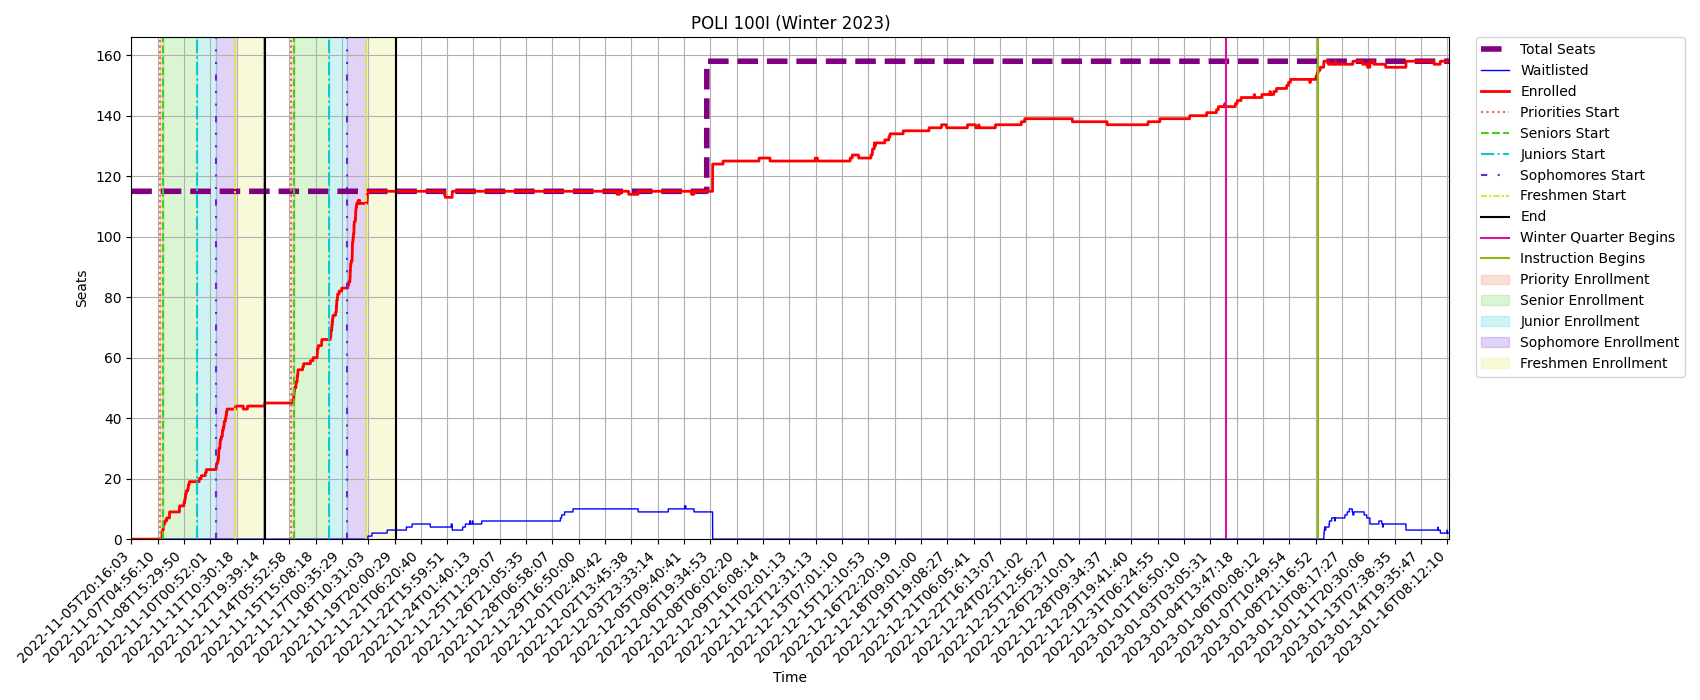 POLI 100I (Winter 2023)
Seats
160
140
120
100
80
60
40
20
0
2022-11-05T20:16:03
2022-11-07T04:56:10
2022-11-08T15:29:50
2022-11-10T00:52:01
2022-11-11T10:30:18
2022-11-12T19:39:14
2022-11-14T05:52:58
2022-11-15T15:08:18
2022-11-17T00:35:29
2022-11-18T10:31:03
2022-11-19T20:00:29
2022-11-21T06:20:40
2022-11-22T15:59:51
2022-11-24T01:40:13
2022-11-25T11:29:07
2022-11-26T21:05:35
2022-11-28T06:58:07
2022-11-29T16:50:00
2022-12-01T02:40:42
2022-12-02T13:45:38
2022-12-03T23:33:14
2022-12-05T09:40:41
2022-12-06T19:34:53
2022-12-08T06:02:20
2022-12-09T16:08:14
2022-12-11T02:01:13
2022-12-12T12:31:13
2022-12-13T07:01:10
2022-12-15T12:10:53
2022-12-16T22:20:19
2022-12-18T09:01:00
2022-12-19T19:08:27
2022-12-21T06:05:41
2022-12-22T16:13:07
2022-12-24T02:21:02
2022-12-25T12:56:27
2022-12-26T23:10:01
2022-12-28T09:34:37
2022-12-29T19:41:40
2022-12-31T06:24:55
2023-01-01T16:50:10
2023-01-03T03:05:31
2023-01-04T13:47:18
2023-01-06T00:08:12
2023-01-07T10:49:54
2023-01-08T21:16:52
2023-01-10T08:17:27
2023-01-11T20:30:06
2023-01-13T07:38:35
2023-01-14T19:35:47
2023-01-16T08:12:10
Time
Total Seats
Waitlisted
Enrolled
Priorities Start
Seniors Start
Juniors Start
Sophomores Start
Freshmen Start
End
Winter Quarter Begins
Instruction Begins
Priority Enrollment
Senior Enrollment
Junior Enrollment
Sophomore Enrollment
Freshmen Enrollment